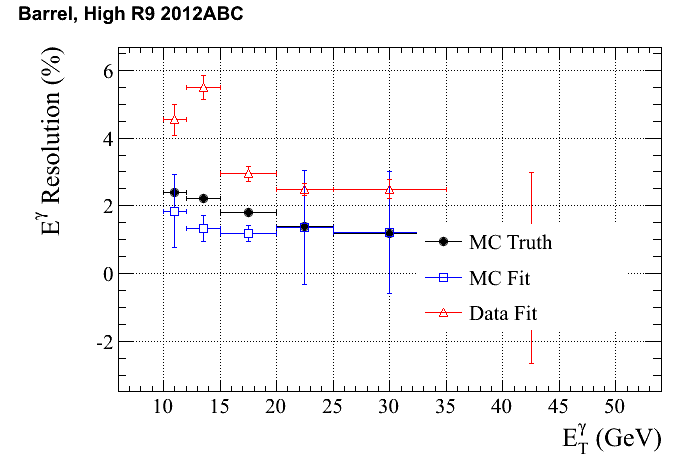 Barrel, High R9 2012ABC
E^γ Resolution (%)
6
4
2
0
-2
MC Truth
MC Fit
Data Fit
10 15 20 25 30 35 40 45 50
E_T^γ (GeV)